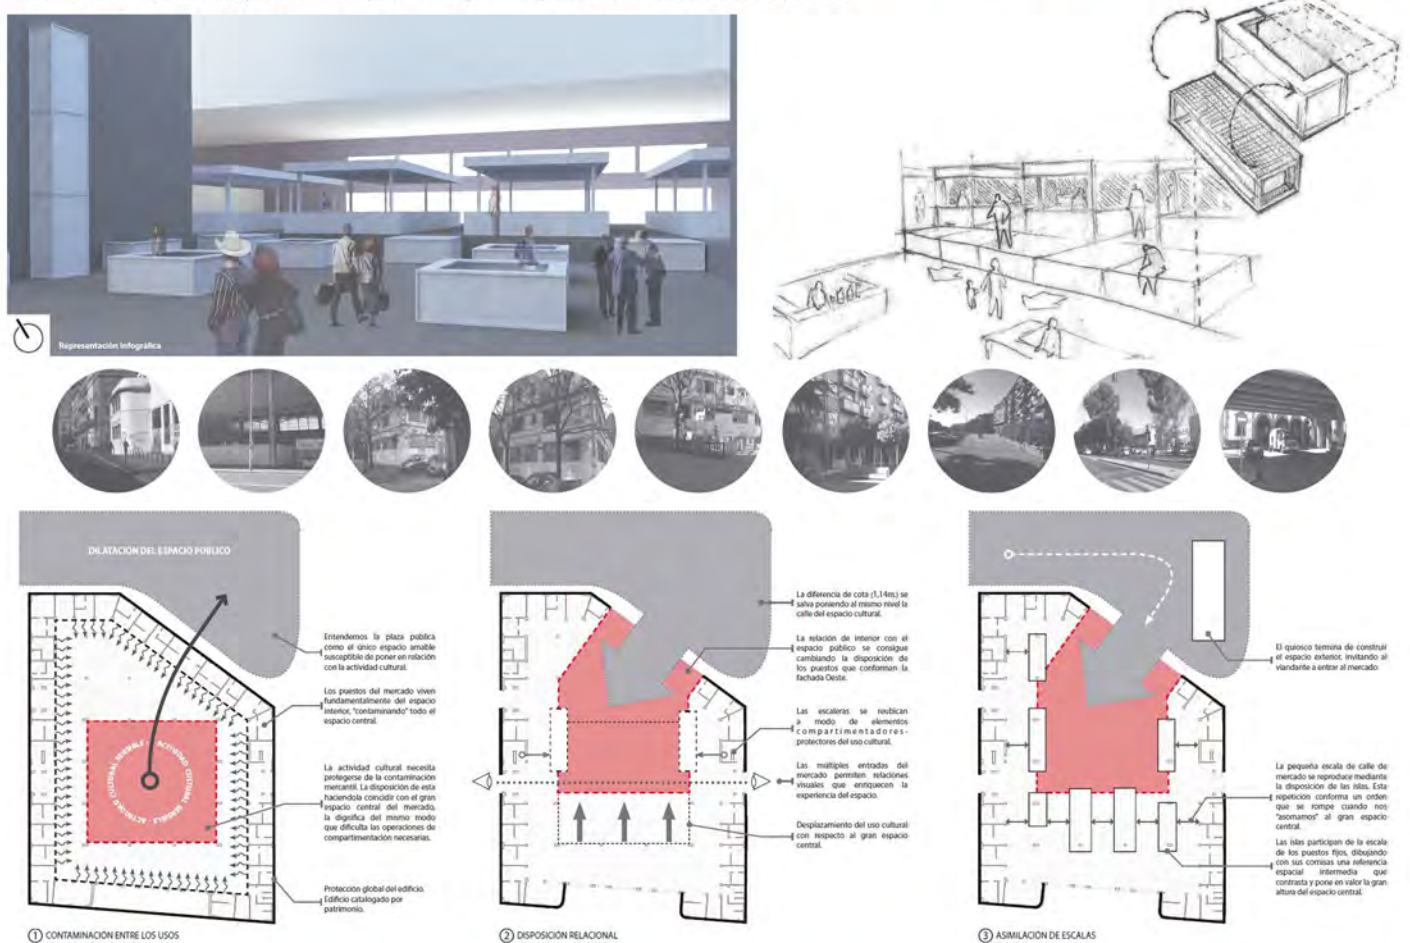 Representación Infográfica
DILATACIÓN DEL ESPACIO PÚBLICO
Entendemos la plaza pública
como el único espacio amable
susceptible de poner en relación
con la actividad cultural.
Los puestos del mercado viven
fundamentalmente del espacio
interior, "contaminando" todo el
espacio central.
ACTIVIDAD CULTURAL SENSIBLE -
La actividad cultural necesita
protegerse de la contaminación
mercantil. La disposición de esta
haciendola coincidir con el gran
espacio central del mercado,
la dignifica del mismo modo
que dificulta las operaciones de
compartimentación necesarias.
Protección global del edificio.
Edificio catalogado por
patrimonio.
1 CONTAMINACIÓN ENTRE LOS USOS
La diferencia de cota (1,14m.) se
salva poniendo al mismo nivel la
calle del espacio cultural.
La relación de interior con el
espacio público se consigue
cambiando la disposición de
los puestos que conforman la
fachada Oeste.
Las escaleras se reubican
a modo de elementos
compartimentadores-
protectores del uso cultural.
Las múltiples entradas del
mercado permiten relaciones
visuales que enriquecen la
experiencia del espacio.
Desplazamiento del uso cultural
con respecto al gran espacio
central.
2 DISPOSICIÓN RELACIONAL
El quiosco termina de construir
el espacio exterior, invitando al
viandante a entrar al mercado
La pequeña escala de calle de
mercado se reproduce mediante
la disposición de las islas. Esta
repetición conforma un orden
que se rompe cuando nos
"asomamos" al gran espacio
central.
Las islas participan de la escala
de los puestos fijos, dibujando
con sus cornisas una referencia
espacial intermedia que
contrasta y pone en valor la gran
altura del espacio central.
3 ASIMILACIÓN DE ESCALAS